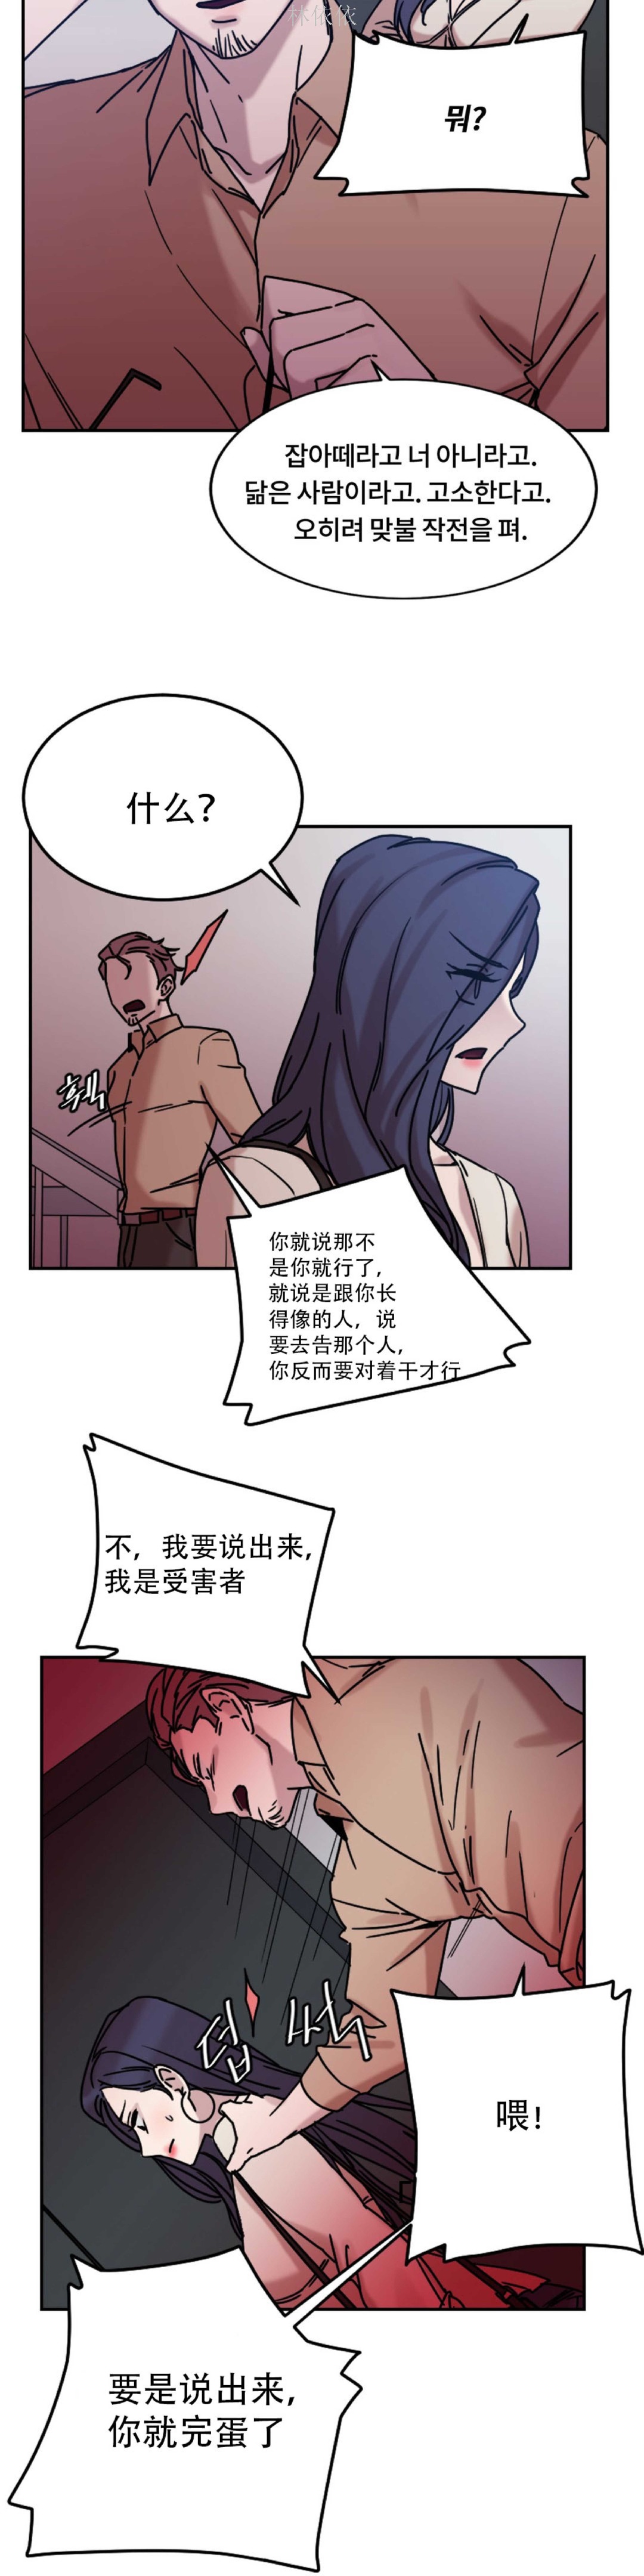 林依依
뭐?
잡아떼라고 너 아니라고.
닮은 사람이라고. 고소한다고.
오히려 맞불 작전을 펴.
什么?
휙
你就说那不
是你就行了,
就说是跟你长
得像的人，说
要去告那个人,
你反而要对着干才行
不，我要说出来,
我是受害者
덥썩
喂!
要是说出来,
你就完蛋了